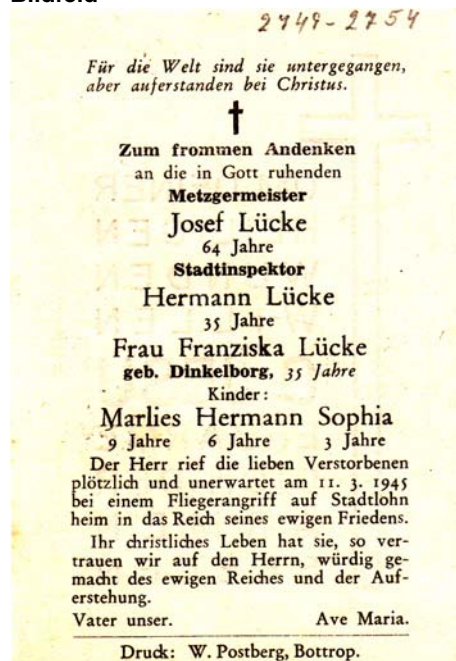 Bildfeld
2749-2754
Für die Welt sind sie untergegangen,
aber auferstanden bei Christus.
Zum frommen Andenken
an die in Gott ruhenden
Metzgermeister
Josef Lücke
64 Jahre
Stadtinspektor
Hermann Lücke
35 Jahre
Frau Franziska Lücke
geb. Dinkelborg, 35 Jahre
Kinder:
Marlies Hermann Sophia
9 Jahre 6 Jahre 3 Jahre
Der Herr rief die lieben Verstorbenen
plötzlich und unerwartet am 11. 3. 1945
bei einem Fliegerangriff auf Stadtlohn
heim in das Reich seines ewigen Friedens.
Ihr christliches Leben hat sie, so ver-
trauen wir auf den Herrn, würdig ge-
macht des ewigen Reiches und der Auf-
erstehung.
Vater unser. Ave Maria.
Druck: W. Postberg, Bottrop.